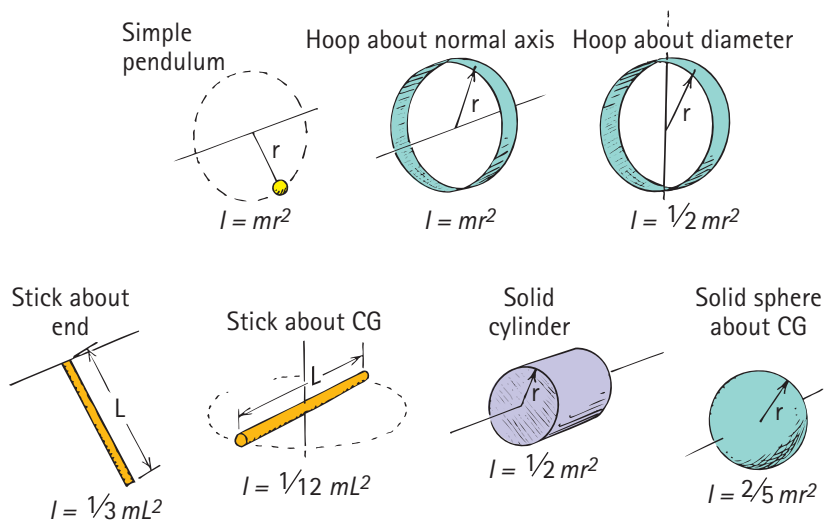 Simple
pendulum
Hoop about normal axis
Hoop about diameter
r
r
r
I = mr²
I = mr²
I = 1/2 mr²
Stick about
end
Stick about CG
Solid
cylinder
Solid sphere
about CG
L
L
r
r
I = 1/3 mL²
I = 1/12 mL²
I = 1/2 mr²
I = 2/5 mr²